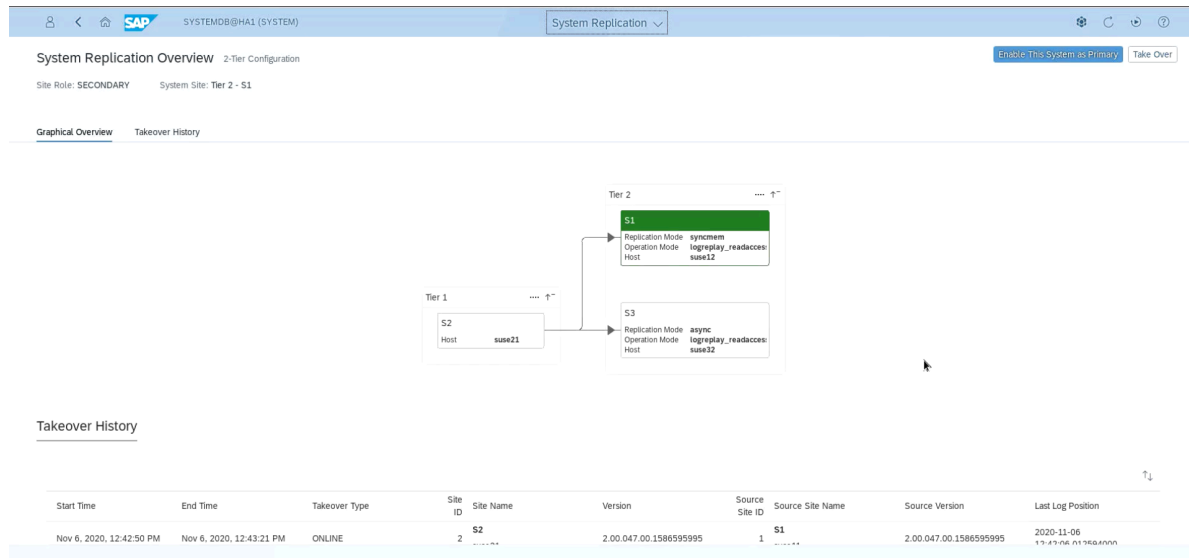 SAP SYSTEMDB@HA1 (SYSTEM) System Replication
System Replication Overview 2-Tier Configuration
Enable This System as Primary Take Over
Site Role: SECONDARY System Site: Tier 2 - S1
Graphical Overview Takeover History
Tier 2
S1
Replication Mode syncmem
Operation Mode logreplay_readaccess
Host suse12
Tier 1
S2
Host suse21
S3
Replication Mode async
Operation Mode logreplay_readaccess
Host suse32
Takeover History
Start Time End Time Takeover Type Site ID Site Name Version Source Site ID Source Site Name Source Version Last Log Position
Nov 6, 2020, 12:42:50 PM Nov 6, 2020, 12:43:21 PM ONLINE 2 S2 2.00.047.00.1586595995 1 S1 2.00.047.00.1586595995 2020-11-06